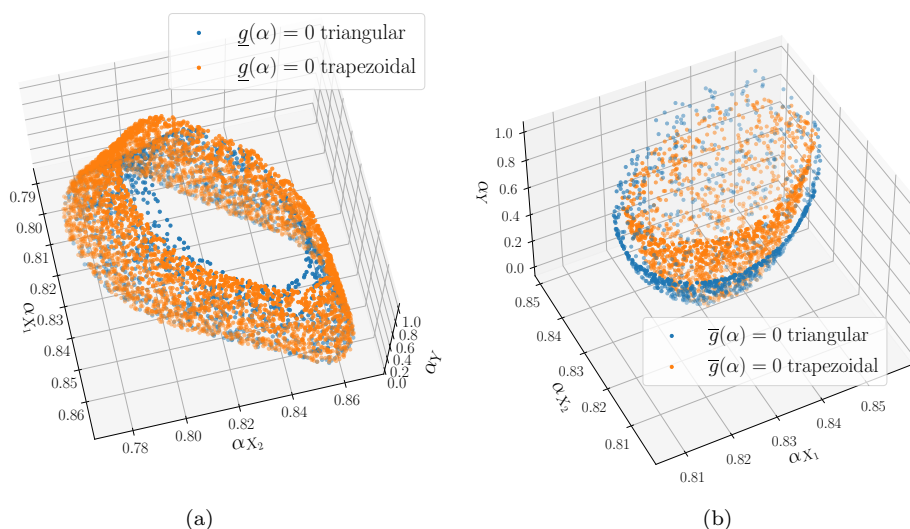 g(α) = 0 triangular
g(α) = 0 trapezoidal
0.79
0.80
0.81
0.82
0.83
0.84
0.85
0.86
αX₁
0.78
0.80
0.82
0.84
0.86
αX₂
1.0
0.8
0.6
0.4
0.2
0.0
αY
(a)
1.0
0.8
0.6
0.4
0.2
0.0
αY
0.85
0.84
0.83
0.82
0.81
αX₂
0.81
0.82
0.83
0.84
0.85
αX₁
g̅(α) = 0 triangular
g̅(α) = 0 trapezoidal
(b)